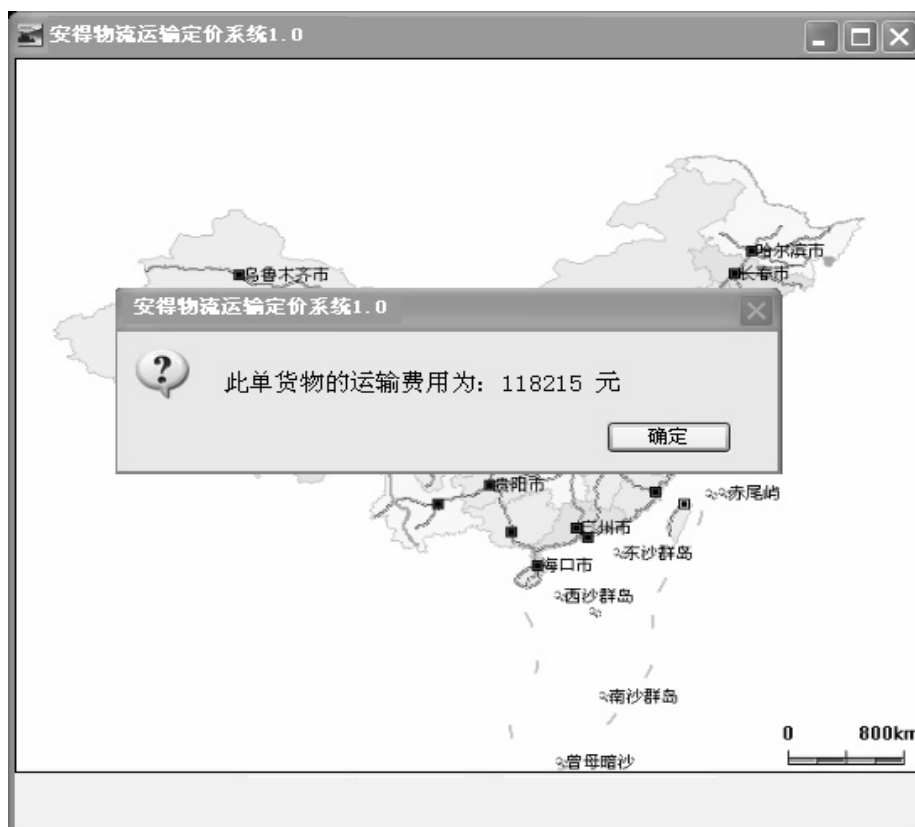 安得物流运输定价系统1.0
哈尔滨市
乌鲁木齐市
长春市
安得物流运输定价系统1.0
此单货物的运输费用为: 118215 元
确定
贵阳市
赤尾屿
广州市
东沙群岛
海口市
西沙群岛
南沙群岛
0 800km
曾母暗沙